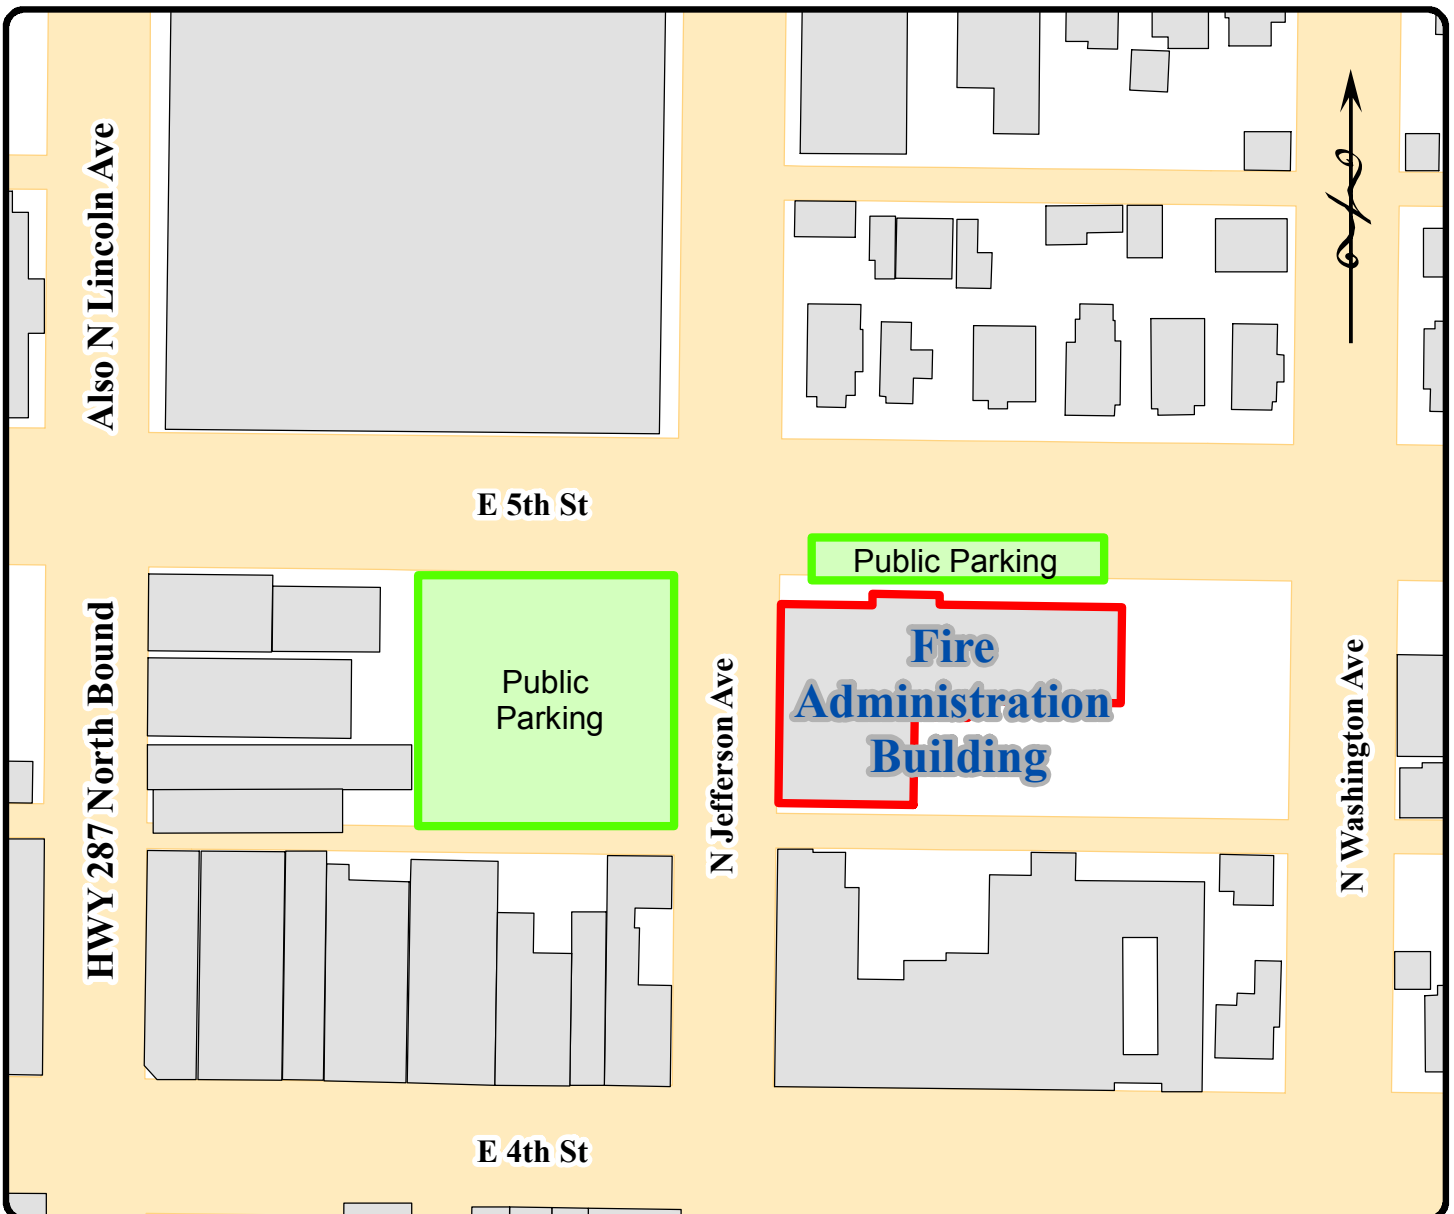 Also N Lincoln Ave
E 5th St
Public Parking
Public
Parking
Fire
Administration
Building
HWY 287 North Bound
N Jefferson Ave
N Washington Ave
E 4th St